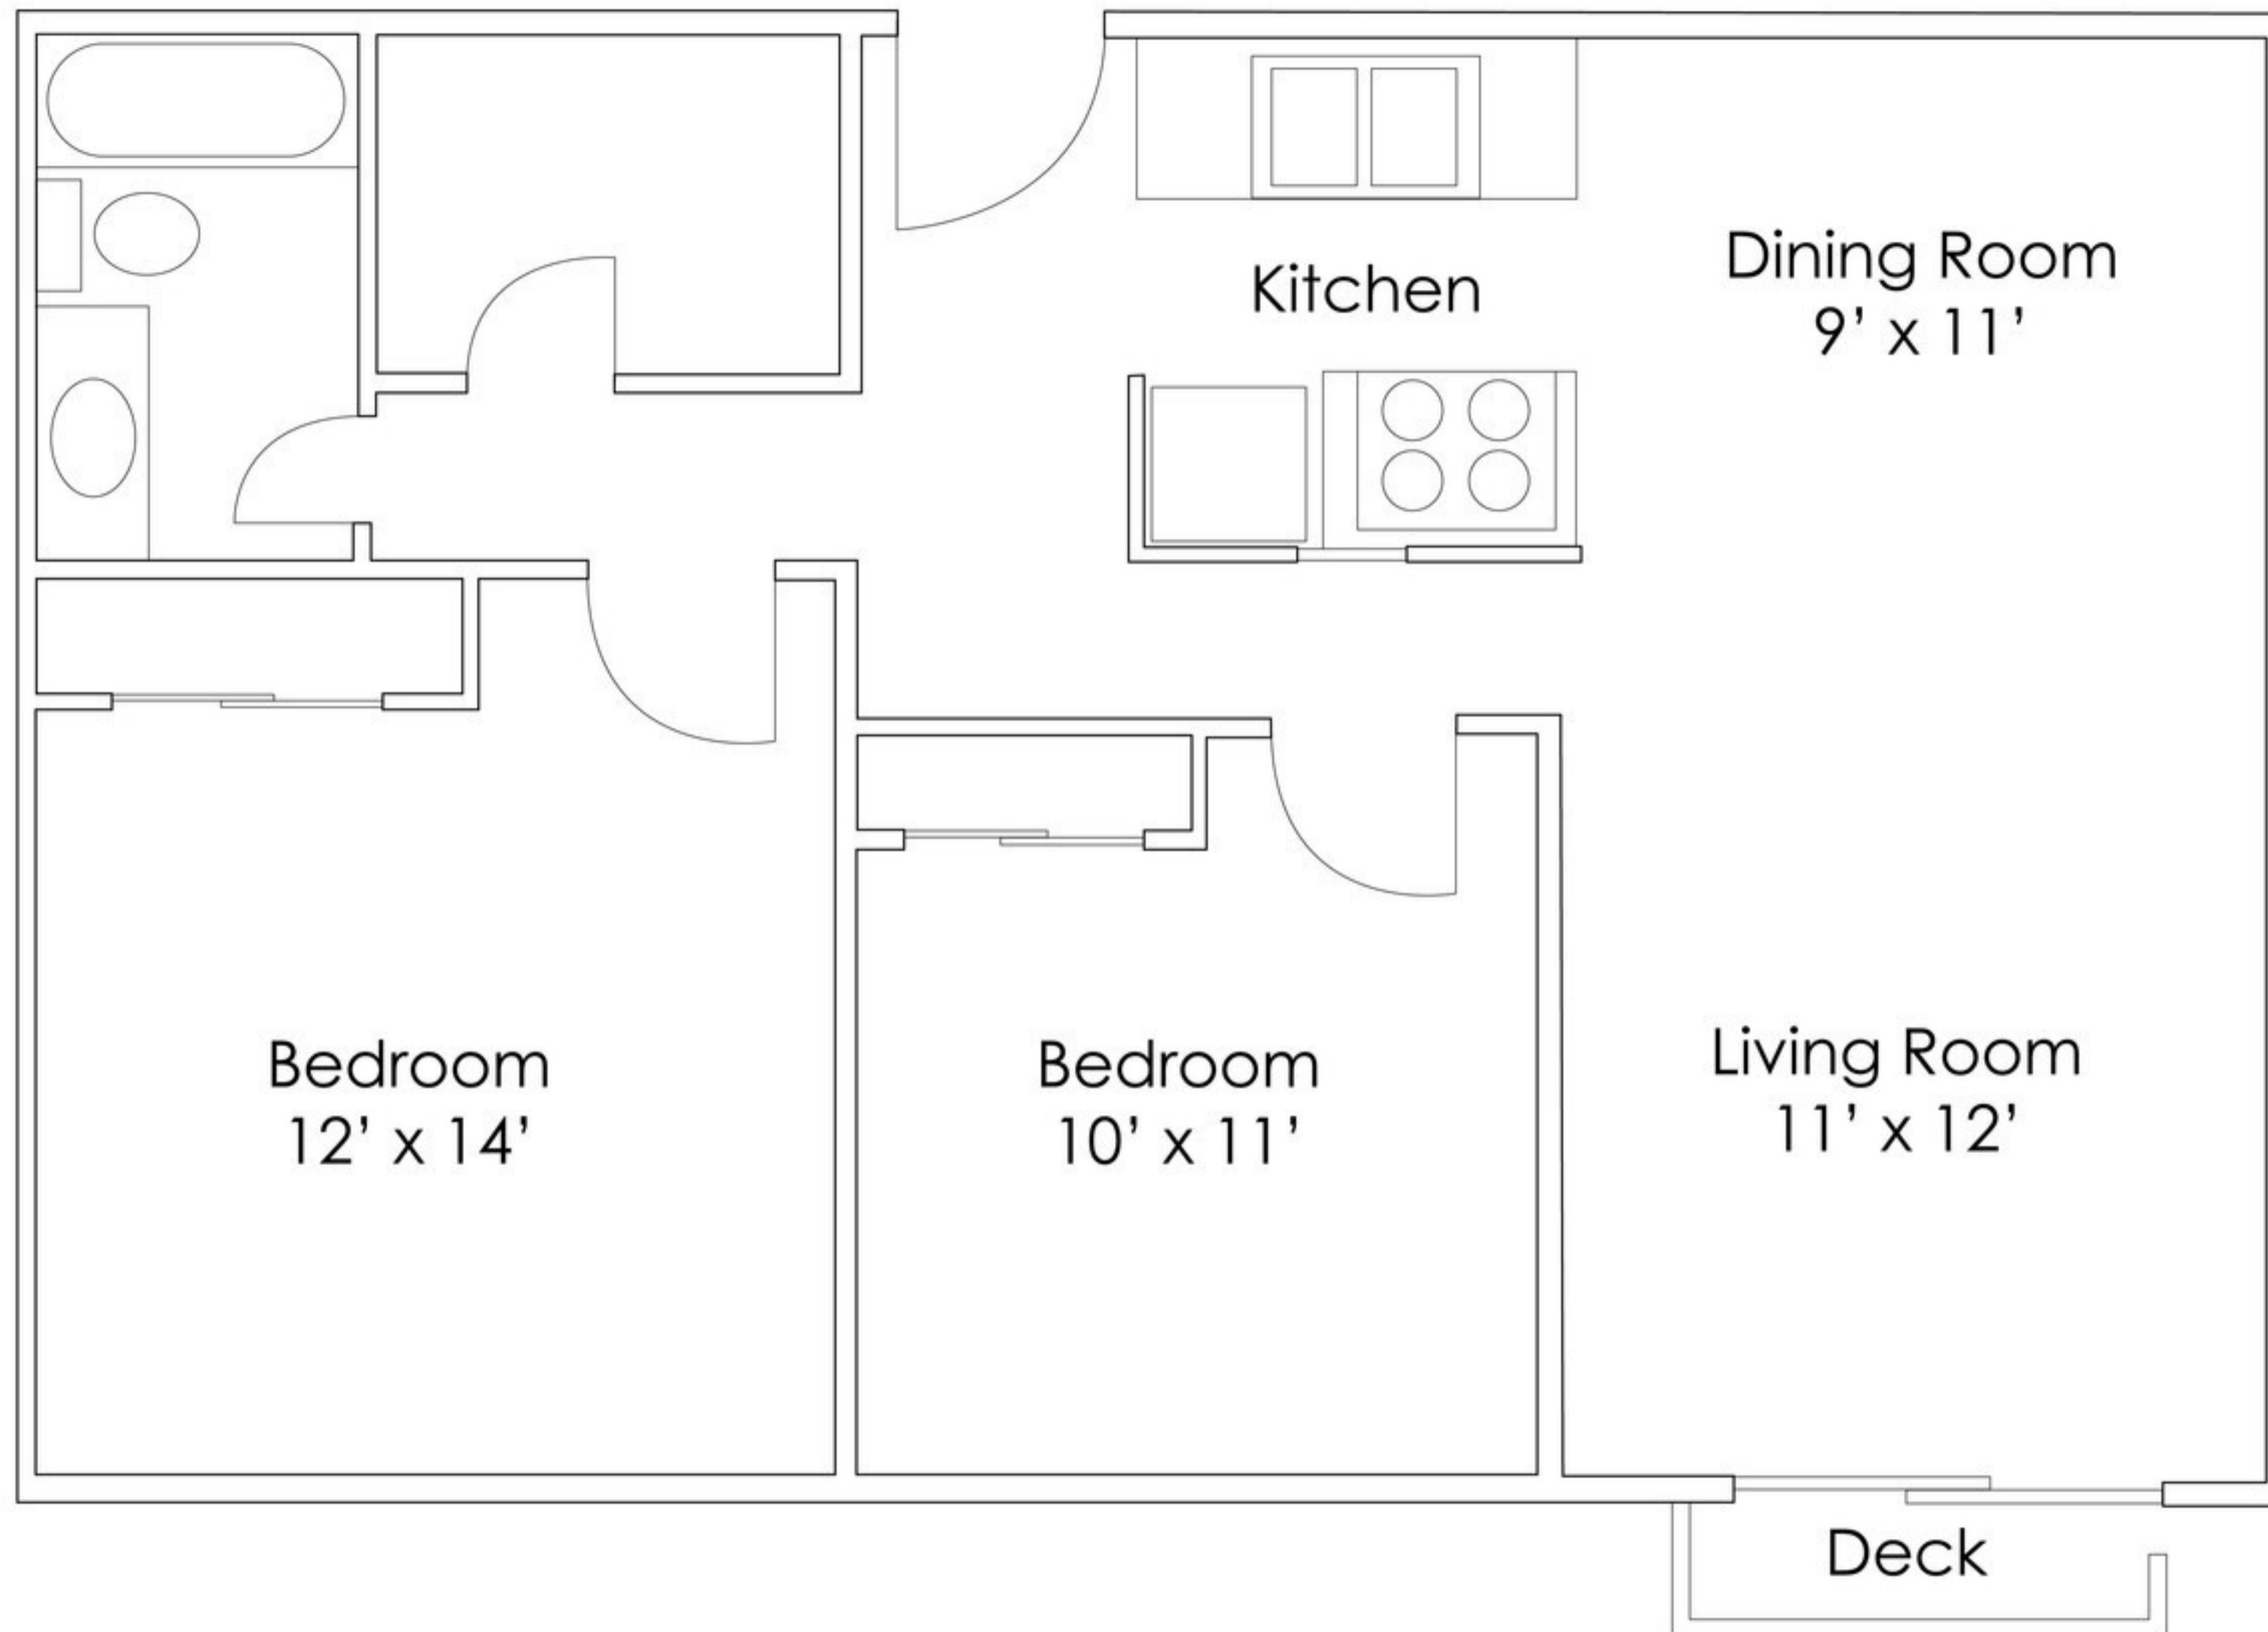 Kitchen
Dining Room
9’ x 11’
Bedroom
12’ x 14’
Bedroom
10’ x 11’
Living Room
11’ x 12’
Deck